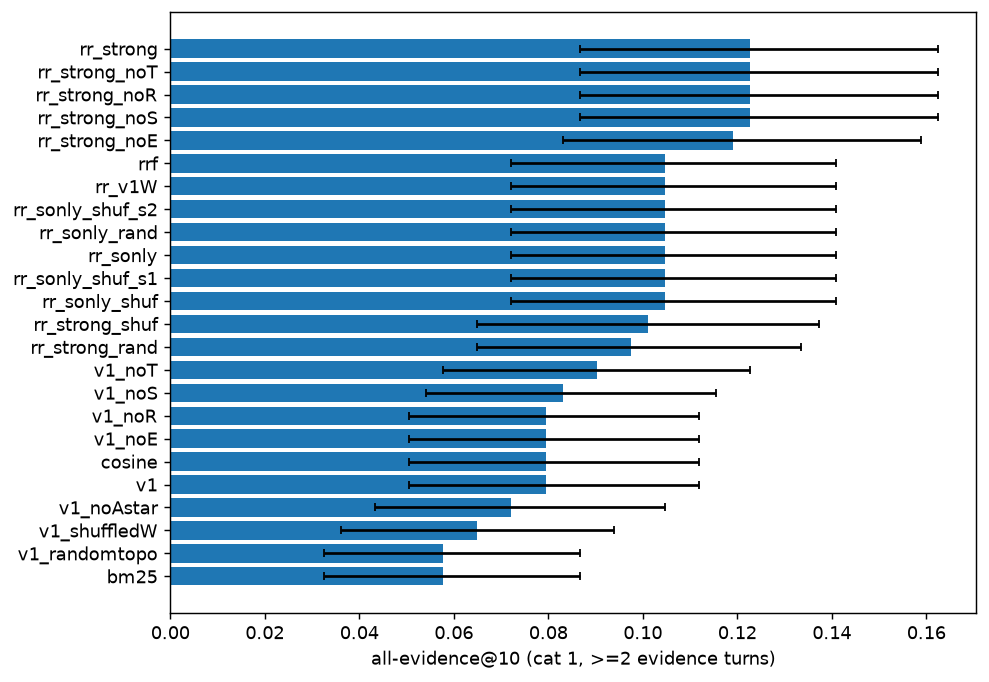 rr_strong
rr_strong_noT
rr_strong_noR
rr_strong_noS
rr_strong_noE
rrf
rr_v1W
rr_sonly_shuf_s2
rr_sonly_rand
rr_sonly
rr_sonly_shuf_s1
rr_sonly_shuf
rr_strong_shuf
rr_strong_rand
v1_noT
v1_noS
v1_noR
v1_noE
cosine
v1
v1_noAstar
v1_shuffledW
v1_randomtopo
bm25
0.00 0.02 0.04 0.06 0.08 0.10 0.12 0.14 0.16
all-evidence@10 (cat 1, >=2 evidence turns)